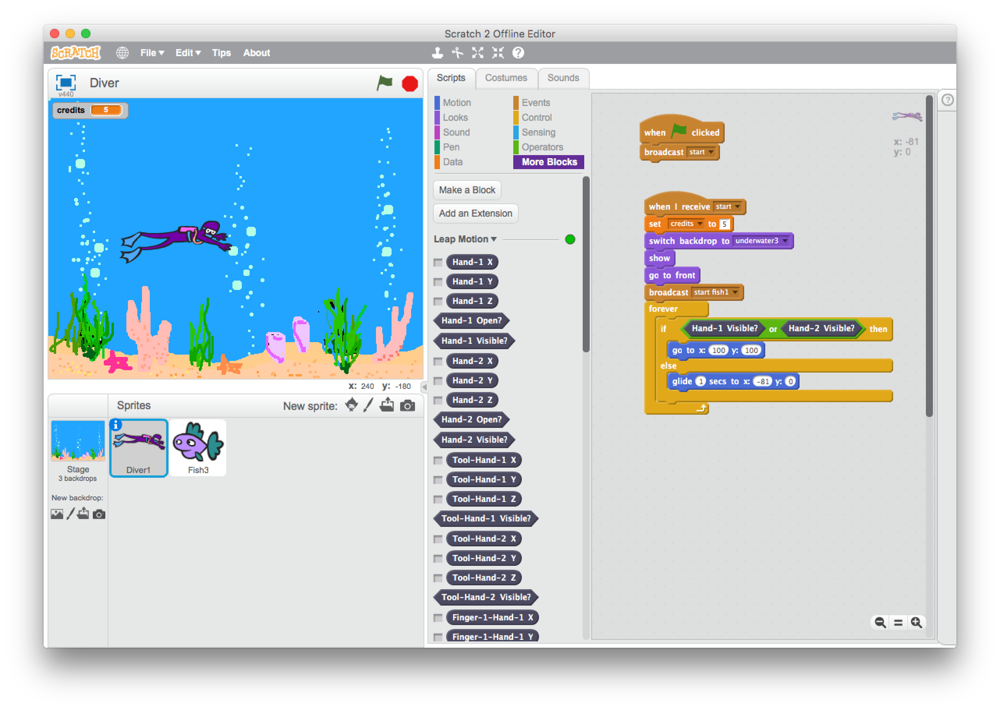 Scratch 2 Offline Editor
SCRATCH File Edit Tips About
v440
Diver
credits 5
x: 240 y: -180
Sprites New sprite:
Stage
3 backdrops
New backdrop:
Diver1
Fish3
Scripts Costumes Sounds
Motion Events
Looks Control
Sound Sensing
Pen Operators
Data More Blocks
Make a Block
Add an Extension
Leap Motion
Hand-1 X
Hand-1 Y
Hand-1 Z
Hand-1 Open?
Hand-1 Visible?
Hand-2 X
Hand-2 Y
Hand-2 Z
Hand-2 Open?
Hand-2 Visible?
Tool-Hand-1 X
Tool-Hand-1 Y
Tool-Hand-1 Z
Tool-Hand-1 Visible?
Tool-Hand-2 X
Tool-Hand-2 Y
Tool-Hand-2 Z
Tool-Hand-2 Visible?
Finger-1-Hand-1 X
Finger-1-Hand-1 Y
when clicked
broadcast start
when I receive start
set credits to 5
switch backdrop to underwater3
show
go to front
broadcast start fish1
forever
if Hand-1 Visible? or Hand-2 Visible? then
go to x: 100 y: 100
else
glide 1 secs to x: -81 y: 0
x: -81
y: 0